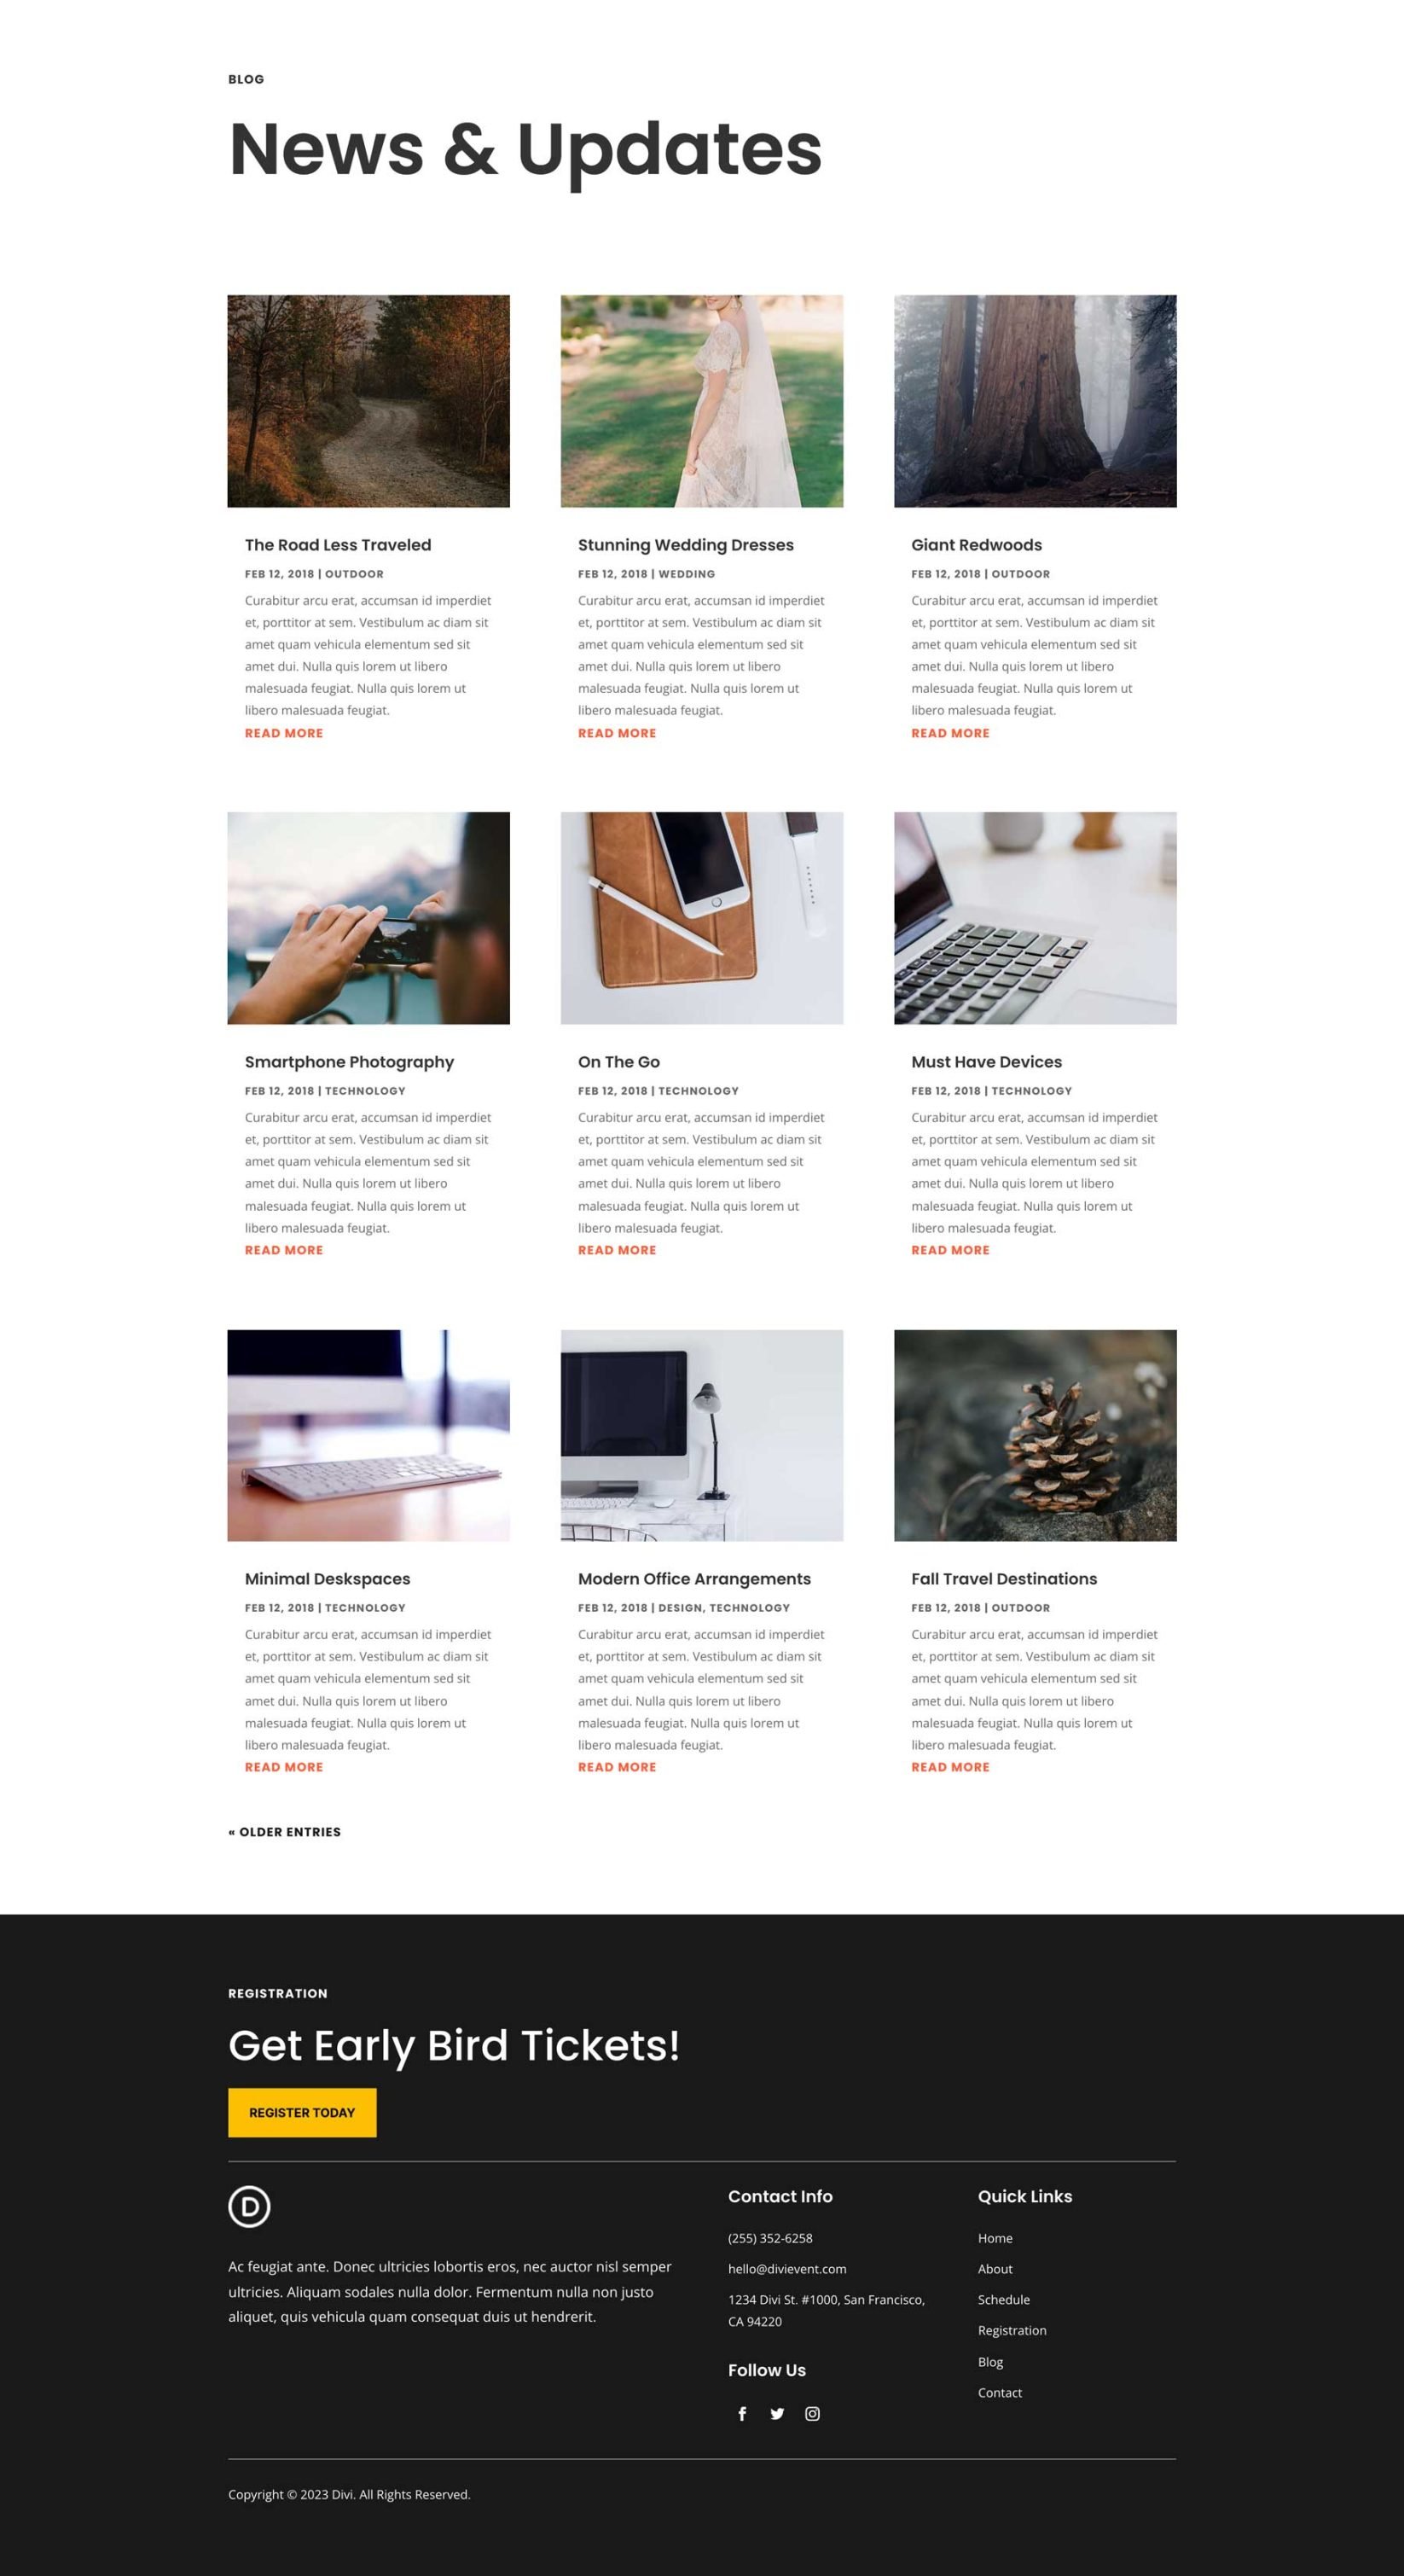 BLOG
News & Updates
The Road Less Traveled
FEB 12, 2018 | OUTDOOR
Curabitur arcu erat, accumsan id imperdiet
et, porttitor at sem. Vestibulum ac diam sit
amet quam vehicula elementum sed sit
amet dui. Nulla quis lorem ut libero
malesuada feugiat. Nulla quis lorem ut
libero malesuada feugiat.
READ MORE
Stunning Wedding Dresses
FEB 12, 2018 | WEDDING
Curabitur arcu erat, accumsan id imperdiet
et, porttitor at sem. Vestibulum ac diam sit
amet quam vehicula elementum sed sit
amet dui. Nulla quis lorem ut libero
malesuada feugiat. Nulla quis lorem ut
libero malesuada feugiat.
READ MORE
Giant Redwoods
FEB 12, 2018 | OUTDOOR
Curabitur arcu erat, accumsan id imperdiet
et, porttitor at sem. Vestibulum ac diam sit
amet quam vehicula elementum sed sit
amet dui. Nulla quis lorem ut libero
malesuada feugiat. Nulla quis lorem ut
libero malesuada feugiat.
READ MORE
Smartphone Photography
FEB 12, 2018 | TECHNOLOGY
Curabitur arcu erat, accumsan id imperdiet
et, porttitor at sem. Vestibulum ac diam sit
amet quam vehicula elementum sed sit
amet dui. Nulla quis lorem ut libero
malesuada feugiat. Nulla quis lorem ut
libero malesuada feugiat.
READ MORE
On The Go
FEB 12, 2018 | TECHNOLOGY
Curabitur arcu erat, accumsan id imperdiet
et, porttitor at sem. Vestibulum ac diam sit
amet quam vehicula elementum sed sit
amet dui. Nulla quis lorem ut libero
malesuada feugiat. Nulla quis lorem ut
libero malesuada feugiat.
READ MORE
Must Have Devices
FEB 12, 2018 | TECHNOLOGY
Curabitur arcu erat, accumsan id imperdiet
et, porttitor at sem. Vestibulum ac diam sit
amet quam vehicula elementum sed sit
amet dui. Nulla quis lorem ut libero
malesuada feugiat. Nulla quis lorem ut
libero malesuada feugiat.
READ MORE
Minimal Deskspaces
FEB 12, 2018 | TECHNOLOGY
Curabitur arcu erat, accumsan id imperdiet
et, porttitor at sem. Vestibulum ac diam sit
amet quam vehicula elementum sed sit
amet dui. Nulla quis lorem ut libero
malesuada feugiat. Nulla quis lorem ut
libero malesuada feugiat.
READ MORE
Modern Office Arrangements
FEB 12, 2018 | DESIGN, TECHNOLOGY
Curabitur arcu erat, accumsan id imperdiet
et, porttitor at sem. Vestibulum ac diam sit
amet quam vehicula elementum sed sit
amet dui. Nulla quis lorem ut libero
malesuada feugiat. Nulla quis lorem ut
libero malesuada feugiat.
READ MORE
Fall Travel Destinations
FEB 12, 2018 | OUTDOOR
Curabitur arcu erat, accumsan id imperdiet
et, porttitor at sem. Vestibulum ac diam sit
amet quam vehicula elementum sed sit
amet dui. Nulla quis lorem ut libero
malesuada feugiat. Nulla quis lorem ut
libero malesuada feugiat.
READ MORE
« OLDER ENTRIES
REGISTRATION
Get Early Bird Tickets!
REGISTER TODAY
D
Ac feugiat ante. Donec ultricies lobortis eros, nec auctor nisl semper
ultricies. Aliquam sodales nulla dolor. Fermentum nulla non justo
aliquet, quis vehicula quam consequat duis ut hendrerit.
Contact Info
(255) 352-6258
hello@divievent.com
1234 Divi St. #1000, San Francisco,
CA 94220
Follow Us
Quick Links
Home
About
Schedule
Registration
Blog
Contact
Copyright © 2023 Divi. All Rights Reserved.